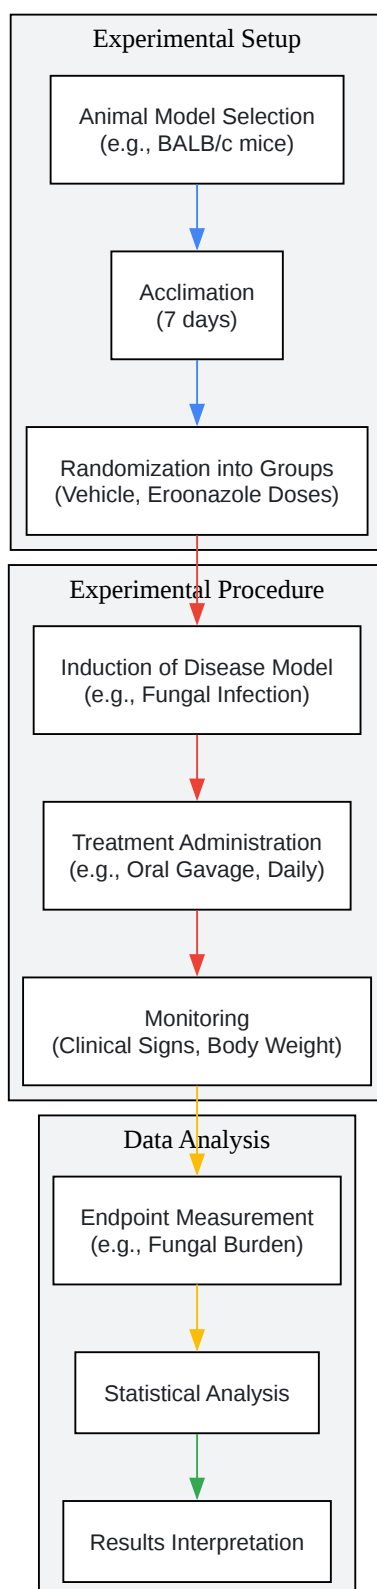 Experimental Setup
Animal Model Selection
(e.g., BALB/c mice)
Acclimation
(7 days)
Randomization into Groups
(Vehicle, Eroonazole Doses)
Experimental Procedure
Induction of Disease Model
(e.g., Fungal Infection)
Treatment Administration
(e.g., Oral Gavage, Daily)
Monitoring
(Clinical Signs, Body Weight)
Data Analysis
Endpoint Measurement
(e.g., Fungal Burden)
Statistical Analysis
Results Interpretation